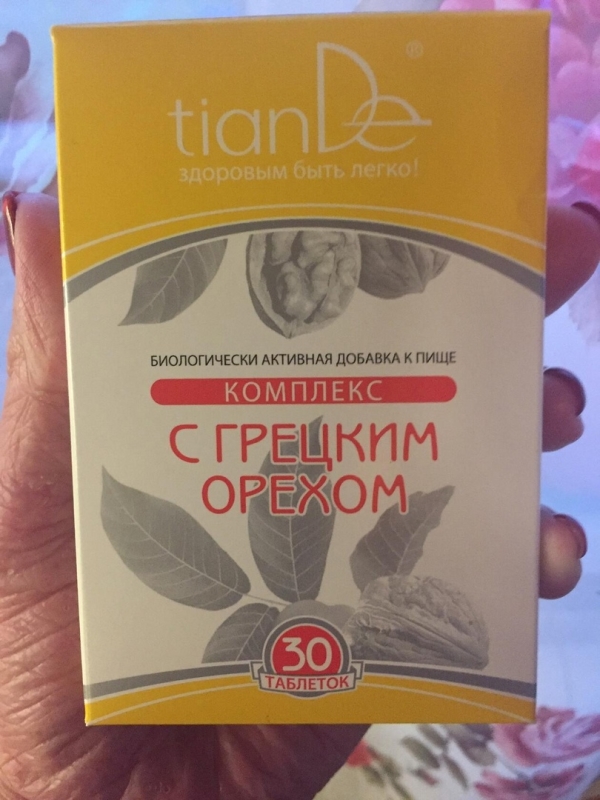 tianDe®
здоровым быть легко!
БИОЛОГИЧЕСКИ АКТИВНАЯ ДОБАВКА К ПИЩЕ
КОМПЛЕКС
С ГРЕЦКИМ
ОРЕХОМ
30
ТАБЛЕТОК